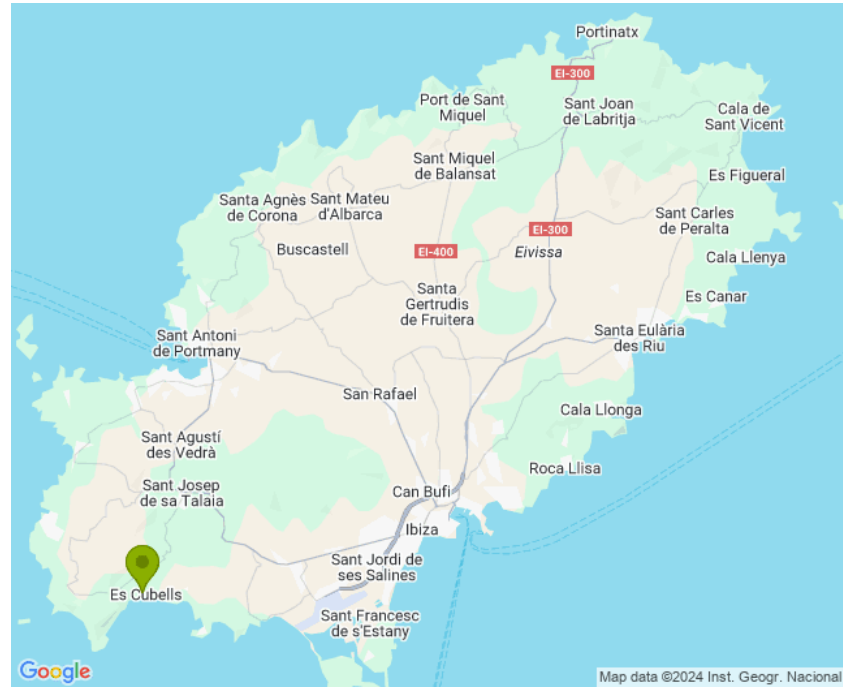 Portinatx
EI-300
Port de Sant
Miquel
Sant Joan
de Labritja
Cala de
Sant Vicent
Sant Miquel
de Balansat
Es Figueral
Santa Agnès
de Corona
Sant Mateu
d'Albarca
Sant Carles
de Peralta
EI-300
Buscastell
EI-400
Eivissa
Cala Llenya
Santa
Gertrudis
de Fruitera
Es Canar
Sant Antoni
de Portmany
Santa Eulària
des Riu
San Rafael
Cala Llonga
Sant Agustí
des Vedrà
Roca Llisa
Sant Josep
de sa Talaia
Can Bufí
Ibiza
Sant Jordi de
ses Salines
Es Cubells
Sant Francesc
de s'Estany
Google
Map data ©2024 Inst. Geogr. Nacional